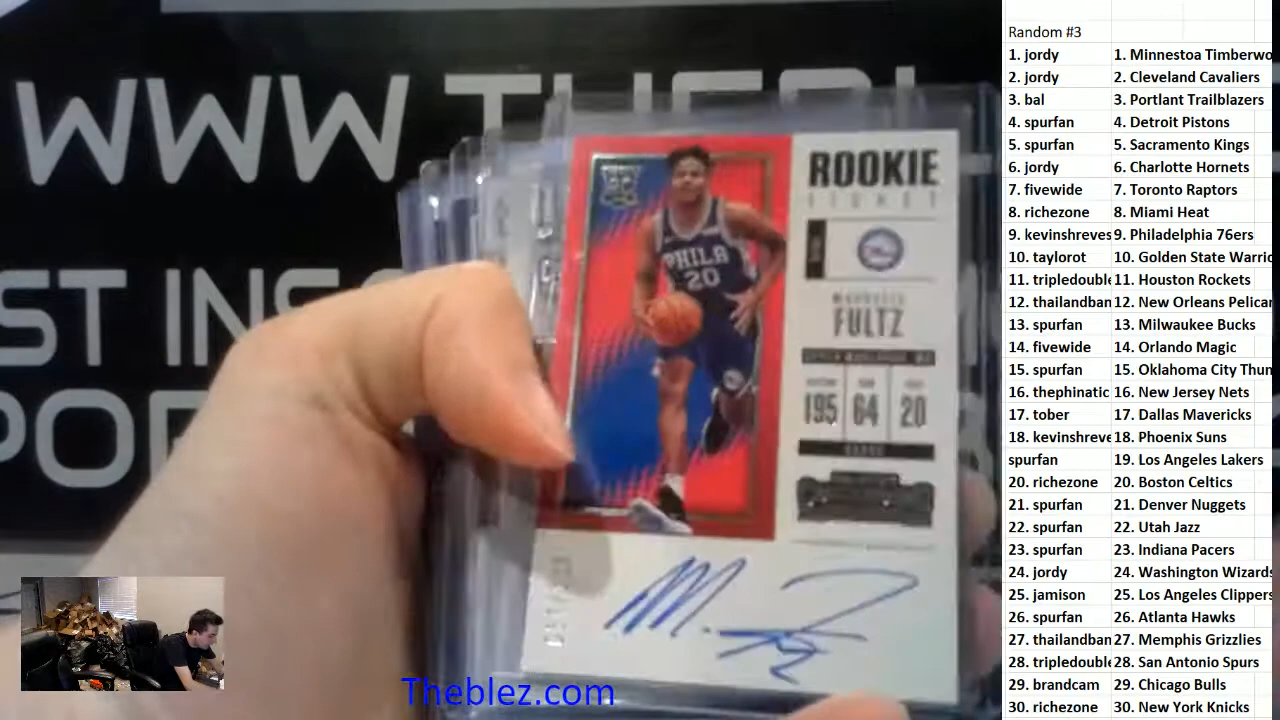 WWW THEBL
ST INS
POR
ROOKIE
TICKET
PHILA
20
MARKELLE
FULTZ
195 64 20
GUARD
M. F
Theblez.com
Random #3
1. jordy 1. Minnestoa Timberwo
2. jordy 2. Cleveland Cavaliers
3. bal 3. Portlant Trailblazers
4. spurfan 4. Detroit Pistons
5. spurfan 5. Sacramento Kings
6. jordy 6. Charlotte Hornets
7. fivewide 7. Toronto Raptors
8. richezone 8. Miami Heat
9. kevinshreves 9. Philadelphia 76ers
10. taylorot 10. Golden State Warrio
11. tripledouble 11. Houston Rockets
12. thailandban 12. New Orleans Pelican
13. spurfan 13. Milwaukee Bucks
14. fivewide 14. Orlando Magic
15. spurfan 15. Oklahoma City Thun
16. thephinatic 16. New Jersey Nets
17. tober 17. Dallas Mavericks
18. kevinshreve 18. Phoenix Suns
spurfan 19. Los Angeles Lakers
20. richezone 20. Boston Celtics
21. spurfan 21. Denver Nuggets
22. spurfan 22. Utah Jazz
23. spurfan 23. Indiana Pacers
24. jordy 24. Washington Wizards
25. jamison 25. Los Angeles Clippers
26. spurfan 26. Atlanta Hawks
27. thailandban 27. Memphis Grizzlies
28. tripledouble 28. San Antonio Spurs
29. brandcam 29. Chicago Bulls
30. richezone 30. New York Knicks